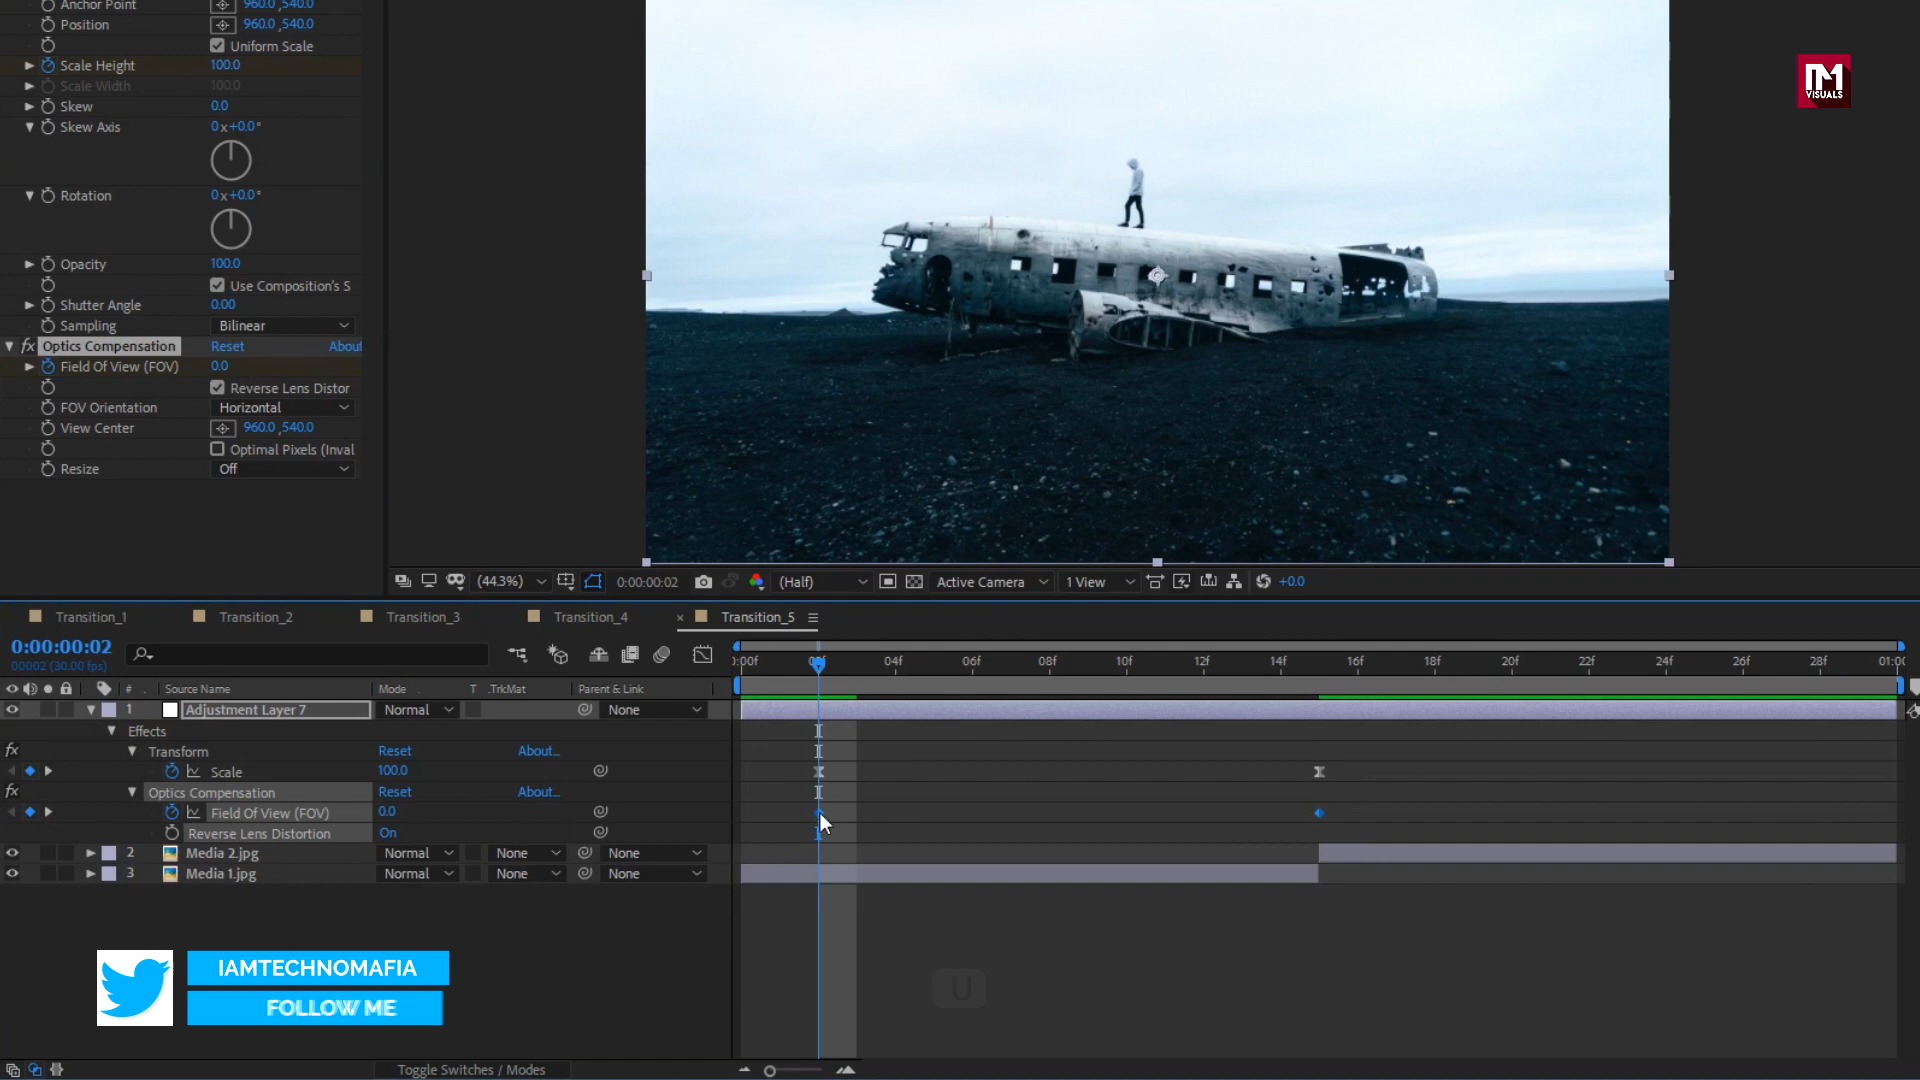 Anchor Point 960.0 ,540.0
Position 960.0 ,540.0
Uniform Scale
Scale Height 100.0
Scale Width 100.0
Skew 0.0
Skew Axis 0 x+0.0 °
Rotation 0 x+0.0 °
Opacity 100.0
Use Composition's S
Shutter Angle 0.00
Sampling Bilinear
fx Optics Compensation Reset About
Field Of View (FOV) 0.0
Reverse Lens Distor
FOV Orientation Horizontal
View Center 960.0 ,540.0
Optimal Pixels (Inval
Resize Off
M VISUALS
(44.3%) 0:00:00:02 (Half) Active Camera 1 View +0.0
Transition_1 Transition_2 Transition_3 Transition_4 × Transition_5
0:00:00:02
00002 (30.00 fps)
:00f 04f 06f 08f 10f 12f 14f 16f 18f 20f 22f 24f 26f 28f 01:00
# Source Name Mode T .TrkMat Parent & Link
1 Adjustment Layer 7 Normal None
Effects
fx Transform Reset About...
Scale 100.0
fx Optics Compensation Reset About...
Field Of View (FOV) 0.0
Reverse Lens Distortion On
2 Media 2.jpg Normal None None
3 Media 1.jpg Normal None None
IAMTECHNOMAFIA
FOLLOW ME
U
Toggle Switches / Modes